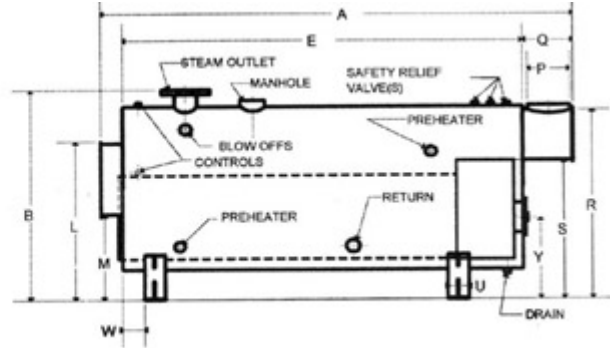 A
E
Q
STEAM OUTLET
MANHOLE
SAFETY RELIEF
VALVE(S)
P
PREHEATER
BLOW OFFS
CONTROLS
B
L
R
PREHEATER
RETURN
S
M
Y
U
W
DRAIN